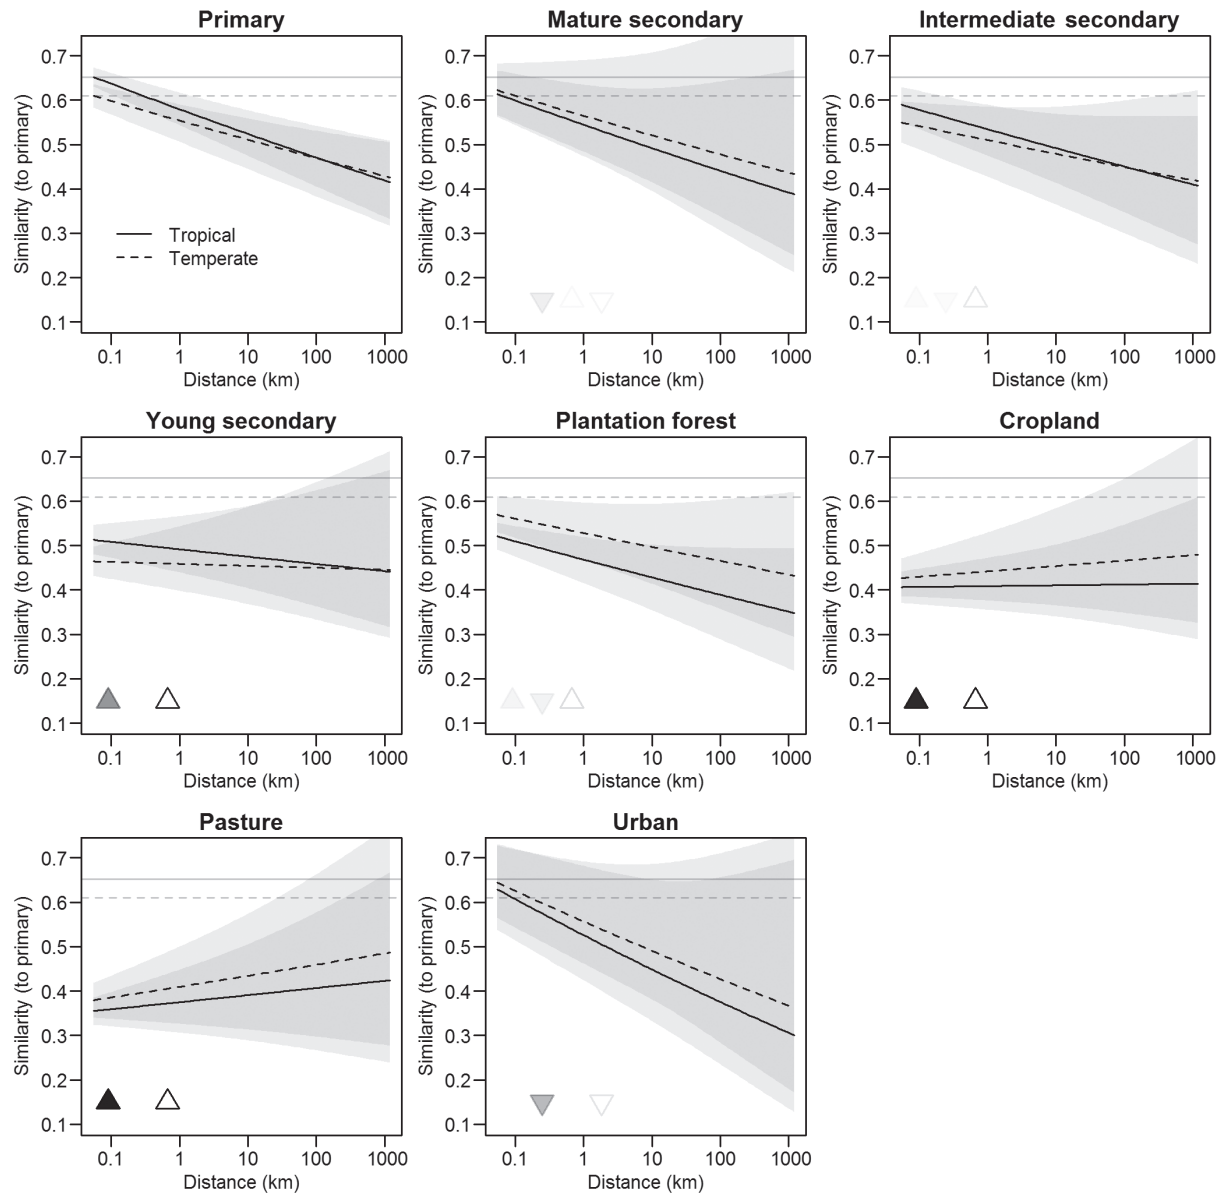 Primary
Mature secondary
Intermediate secondary
Similarity (to primary)
0.7
0.6
0.5
0.4
0.3
0.2
0.1
Tropical
Temperate
0.1 1 10 100 1000
Distance (km)
Similarity (to primary)
0.7
0.6
0.5
0.4
0.3
0.2
0.1
0.1 1 10 100 1000
Distance (km)
Similarity (to primary)
0.7
0.6
0.5
0.4
0.3
0.2
0.1
0.1 1 10 100 1000
Distance (km)
Young secondary
Plantation forest
Cropland
Similarity (to primary)
0.7
0.6
0.5
0.4
0.3
0.2
0.1
0.1 1 10 100 1000
Distance (km)
Similarity (to primary)
0.7
0.6
0.5
0.4
0.3
0.2
0.1
0.1 1 10 100 1000
Distance (km)
Similarity (to primary)
0.7
0.6
0.5
0.4
0.3
0.2
0.1
0.1 1 10 100 1000
Distance (km)
Pasture
Urban
Similarity (to primary)
0.7
0.6
0.5
0.4
0.3
0.2
0.1
0.1 1 10 100 1000
Distance (km)
Similarity (to primary)
0.7
0.6
0.5
0.4
0.3
0.2
0.1
0.1 1 10 100 1000
Distance (km)